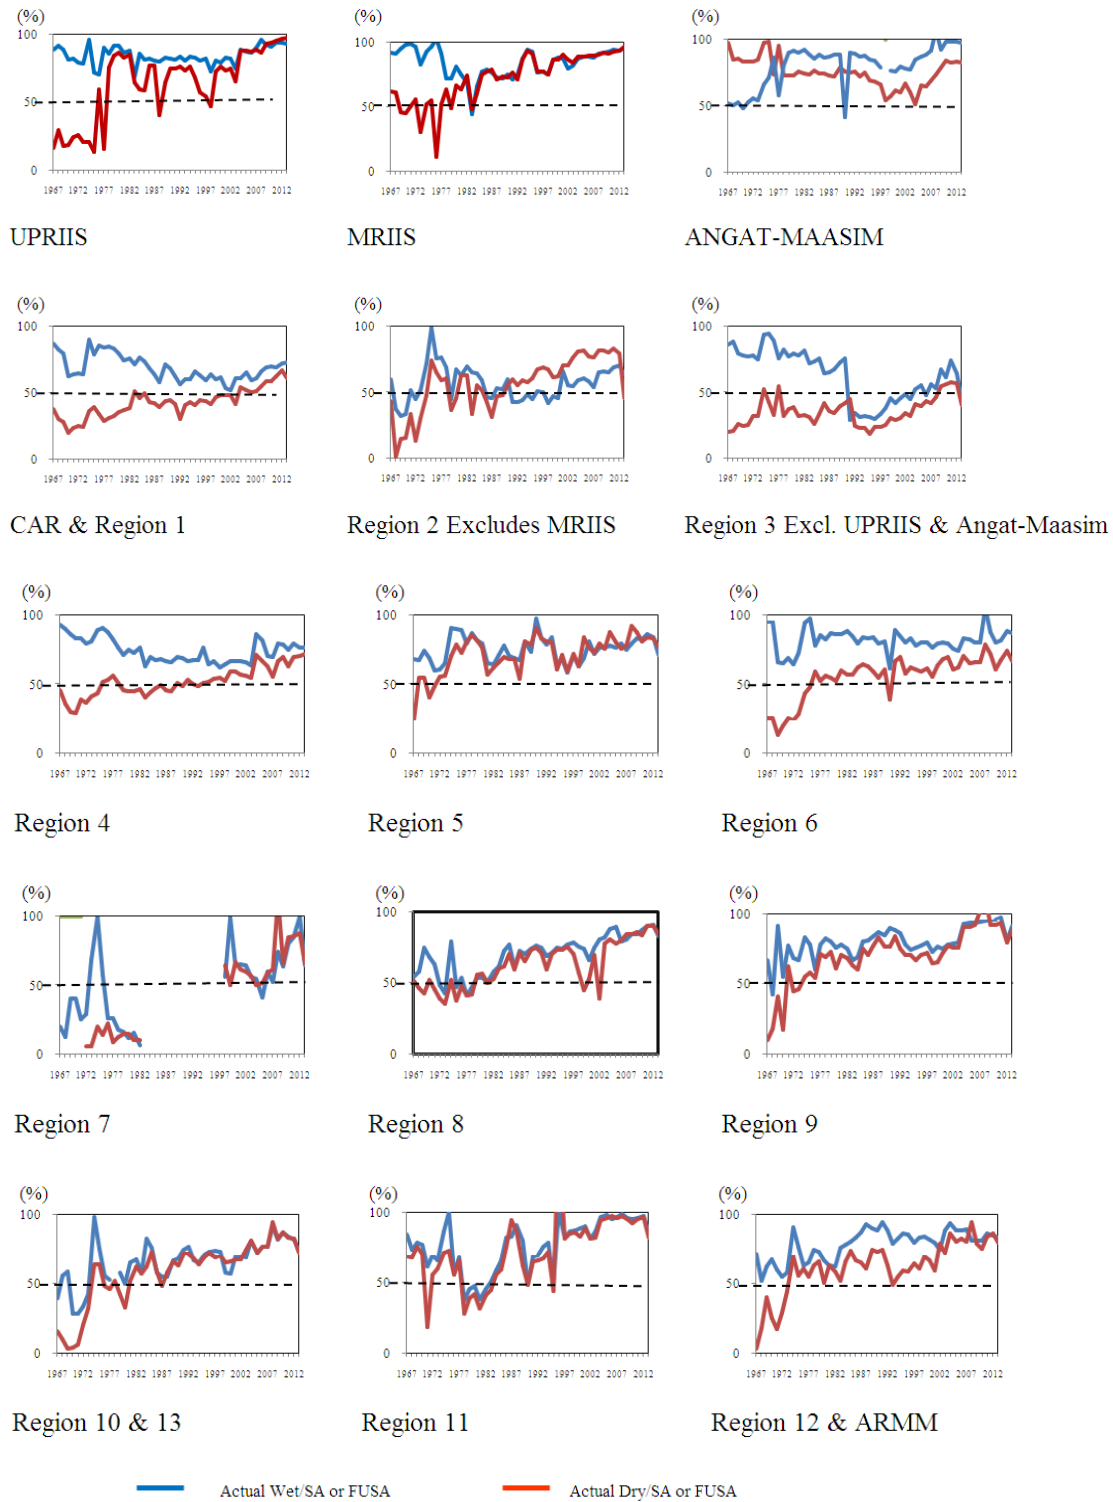 (%) (%) (%)
100 100 100
50 50 50
0 0 0
1967 1972 1977 1982 1987 1992 1997 2002 2007 2012 1967 1972 1977 1982 1987 1992 1997 2002 2007 2012 1967 1972 1977 1982 1987 1992 1997 2002 2007 2012
UPRIIS MRIIS ANGAT-MAASIM
(%) (%) (%)
100 100 100
50 50 50
0 0 0
1967 1972 1977 1982 1987 1992 1997 2002 2007 2012 1967 1972 1977 1982 1987 1992 1997 2002 2007 2012 1967 1972 1977 1982 1987 1992 1997 2002 2007 2012
CAR & Region 1 Region 2 Excludes MRIIS Region 3 Excl. UPRIIS & Angat-Maasim
(%) (%) (%)
100 100 100
50 50 50
0 0 0
1967 1972 1977 1982 1987 1992 1997 2002 2007 2012 1967 1972 1977 1982 1987 1992 1997 2002 2007 2012 1967 1972 1977 1982 1987 1992 1997 2002 2007 2012
Region 4 Region 5 Region 6
(%) (%) (%)
100 100 100
50 50 50
0 0 0
1967 1972 1977 1982 1987 1992 1997 2002 2007 2012 1967 1972 1977 1982 1987 1992 1997 2002 2007 2012 1967 1972 1977 1982 1987 1992 1997 2002 2007 2012
Region 7 Region 8 Region 9
(%) (%) (%)
100 100 100
50 50 50
0 0 0
1967 1972 1977 1982 1987 1992 1997 2002 2007 2012 1967 1972 1977 1982 1987 1992 1997 2002 2007 2012 1967 1972 1977 1982 1987 1992 1997 2002 2007 2012
Region 10 & 13 Region 11 Region 12 & ARMM
Actual Wet/SA or FUSA Actual Dry/SA or FUSA